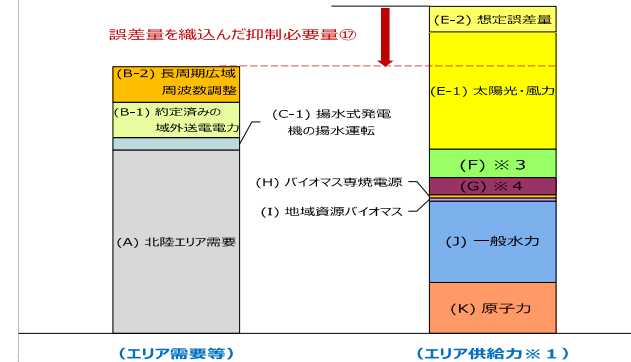 誤差量を織込んだ抑制必要量⑰
(E-2) 想定誤差量
(B-2) 長周期広域
周波数調整
(E-1) 太陽光・風力
(B-1) 約定済みの
域外送電電力
(C-1) 揚水式発電
機の揚水運転
(F) ※3
(H) バイオマス専焼電源
(G) ※4
(I) 地域資源バイオマス
(A) 北陸エリア需要
(J) 一般水力
(K) 原子力
(エリア需要等)
(エリア供給力※1)